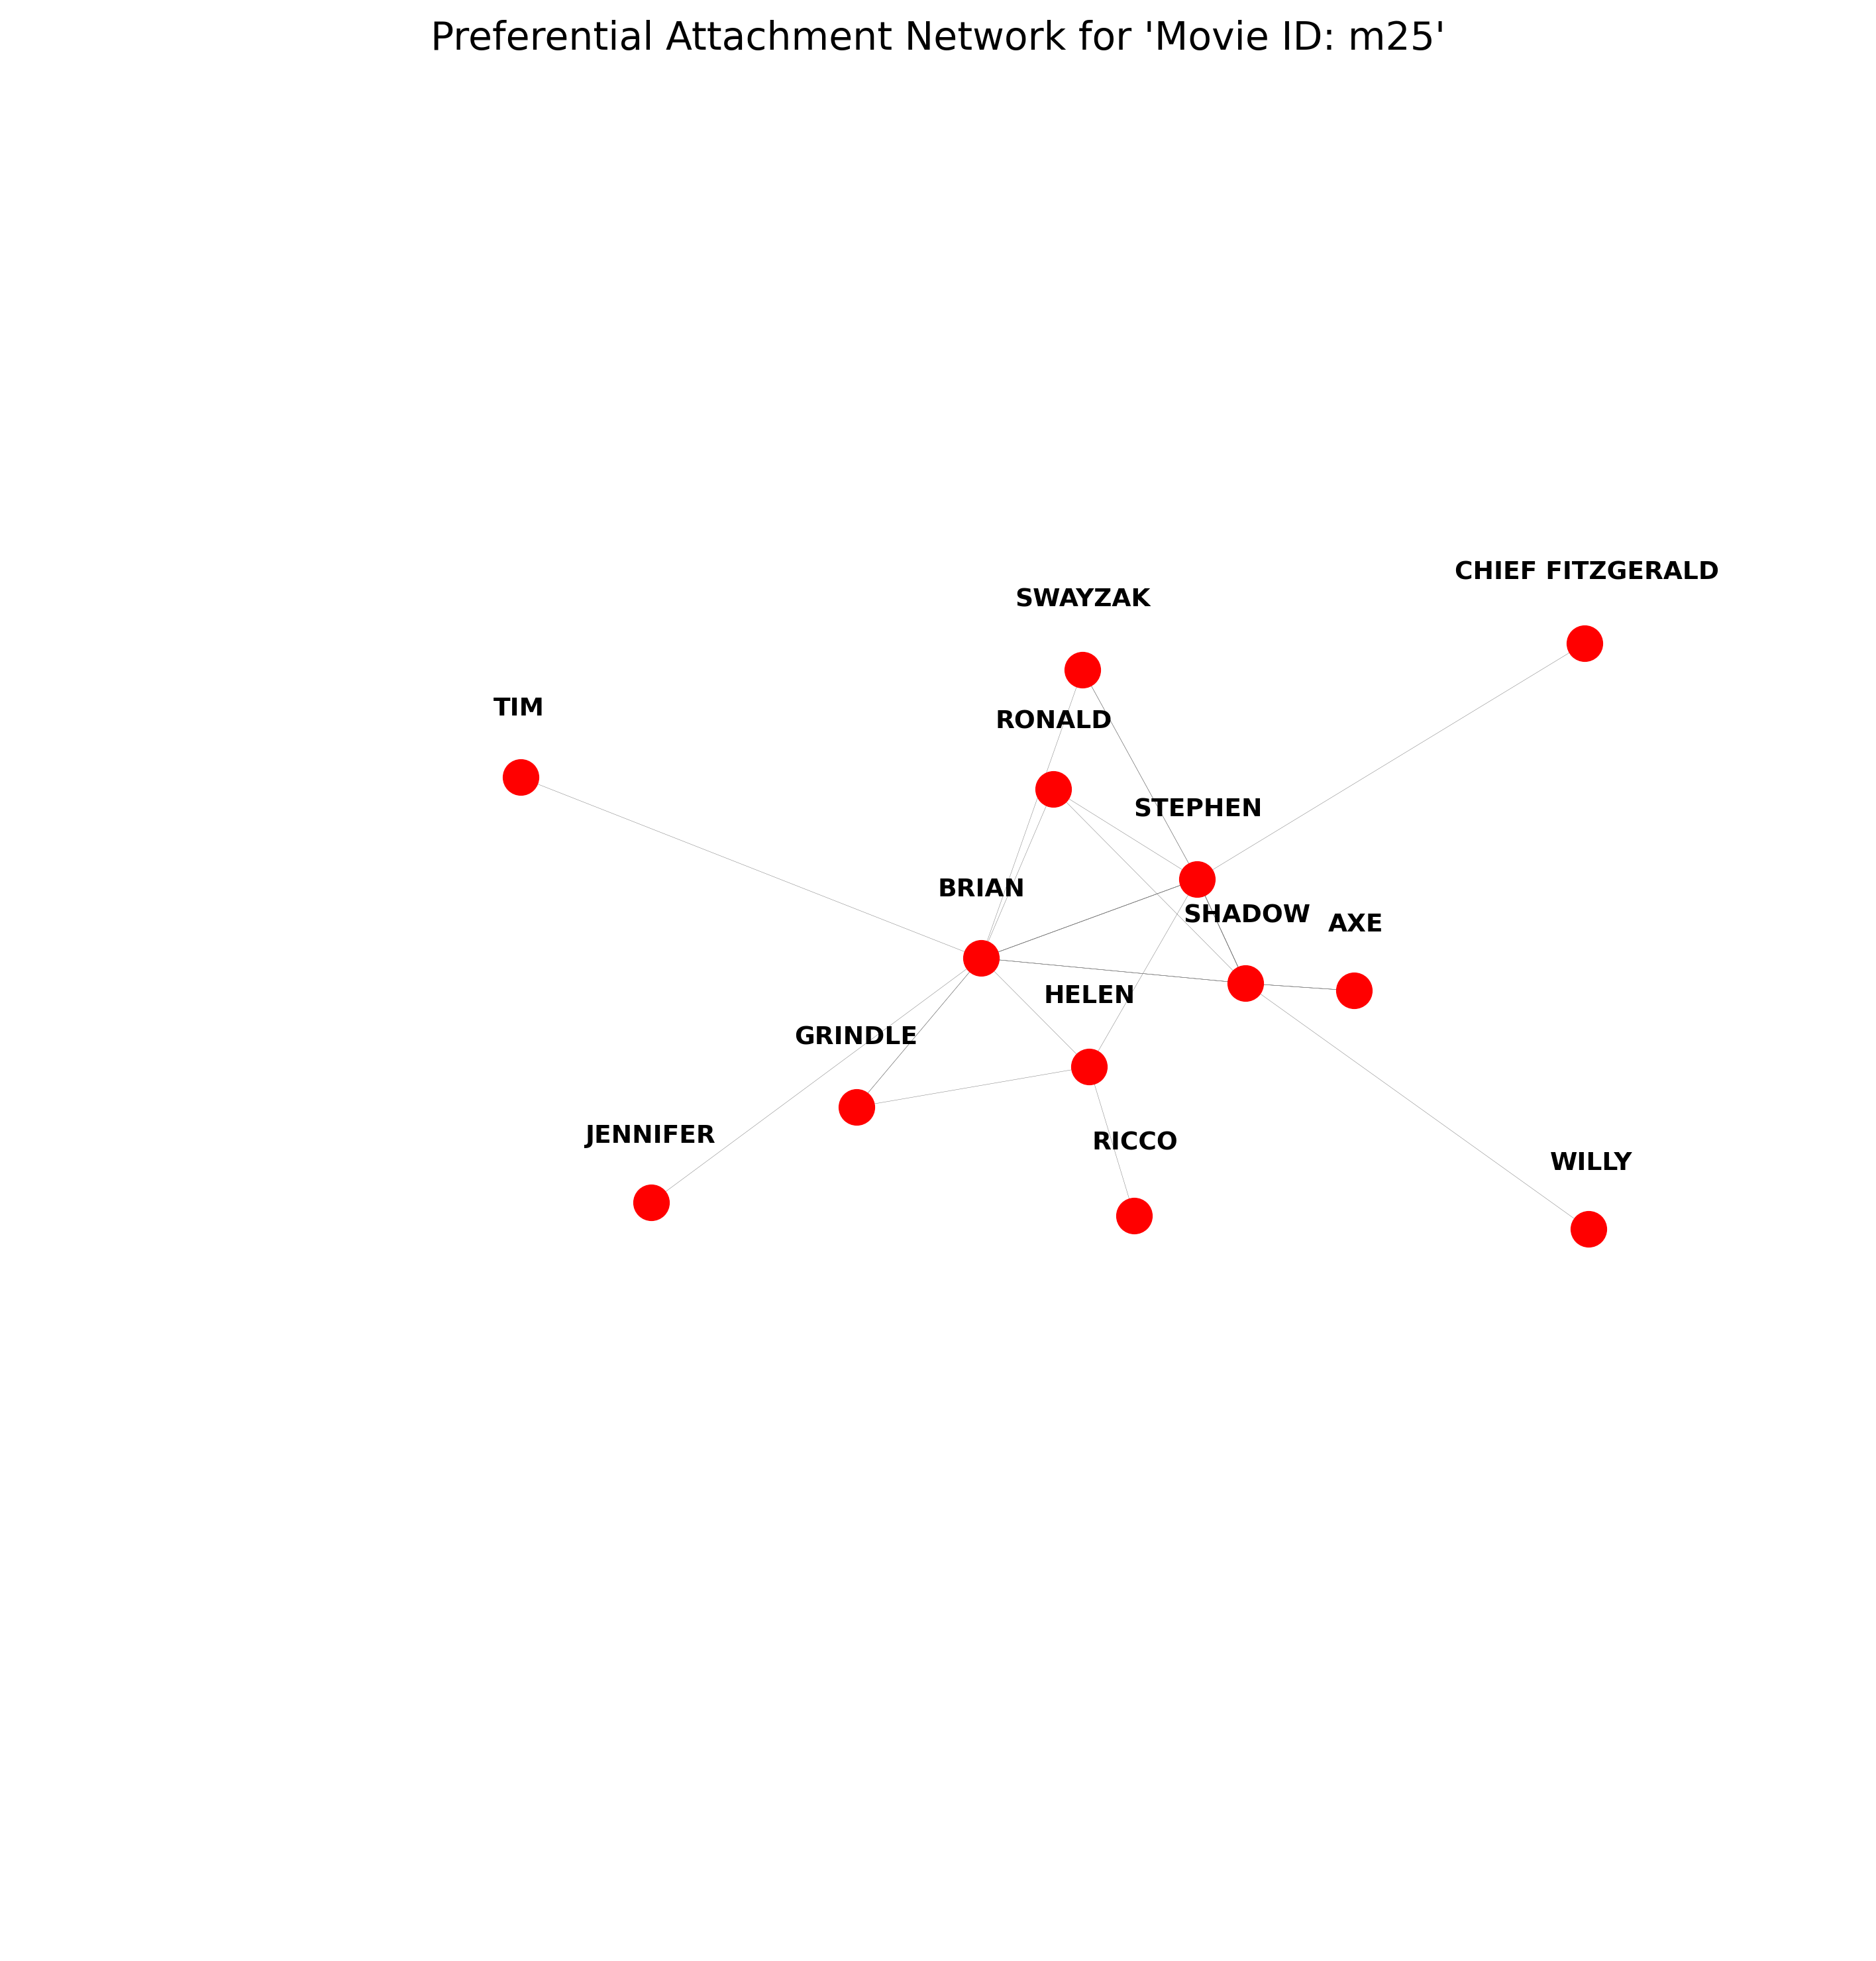 Preferential Attachment Network for 'Movie ID: m25'
CHIEF FITZGERALD
SWAYZAK
TIM
RONALD
STEPHEN
BRIAN
SHADOW
AXE
HELEN
GRINDLE
JENNIFER
RICCO
WILLY